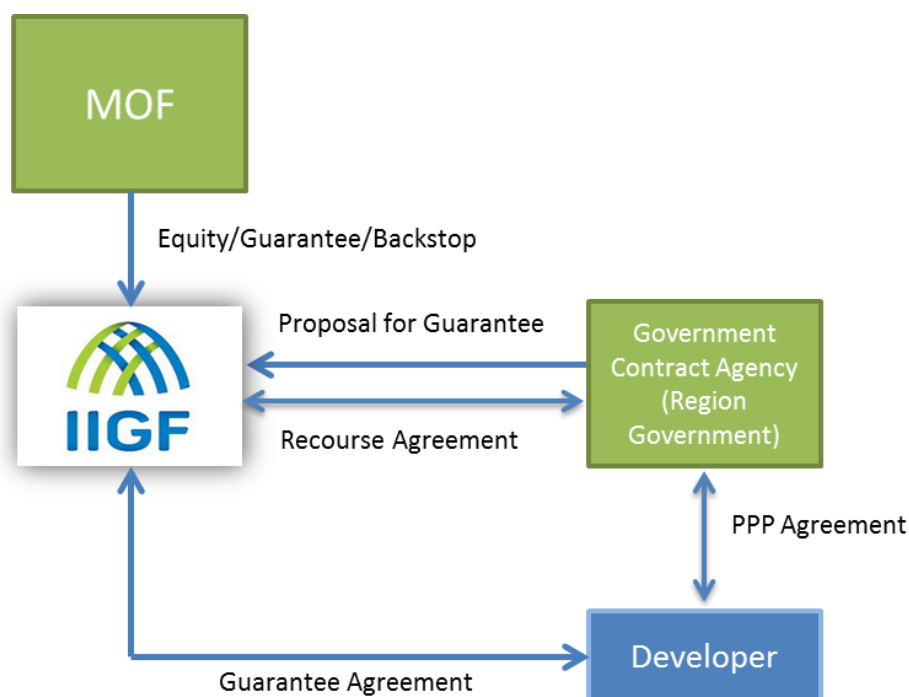 MOF
Equity/Guarantee/Backstop
IIGF
Proposal for Guarantee
Recourse Agreement
Government
Contract Agency
(Region
Government)
PPP Agreement
Developer
Guarantee Agreement